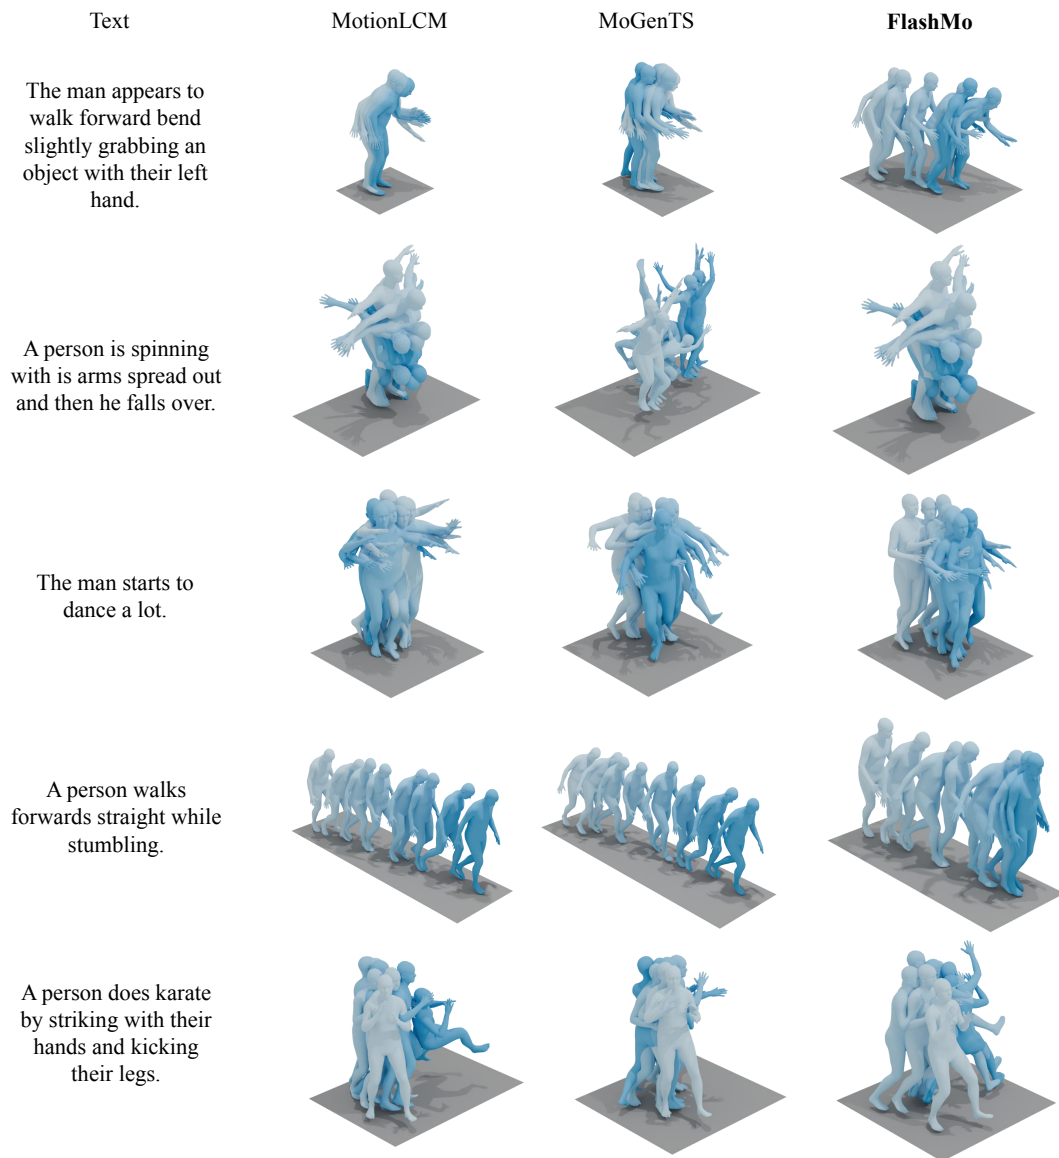 Text MotionLCM MoGenTS FlashMo
The man appears to
walk forward bend
slightly grabbing an
object with their left
hand.
A person is spinning
with is arms spread out
and then he falls over.
The man starts to
dance a lot.
A person walks
forwards straight while
stumbling.
A person does karate
by striking with their
hands and kicking
their legs.